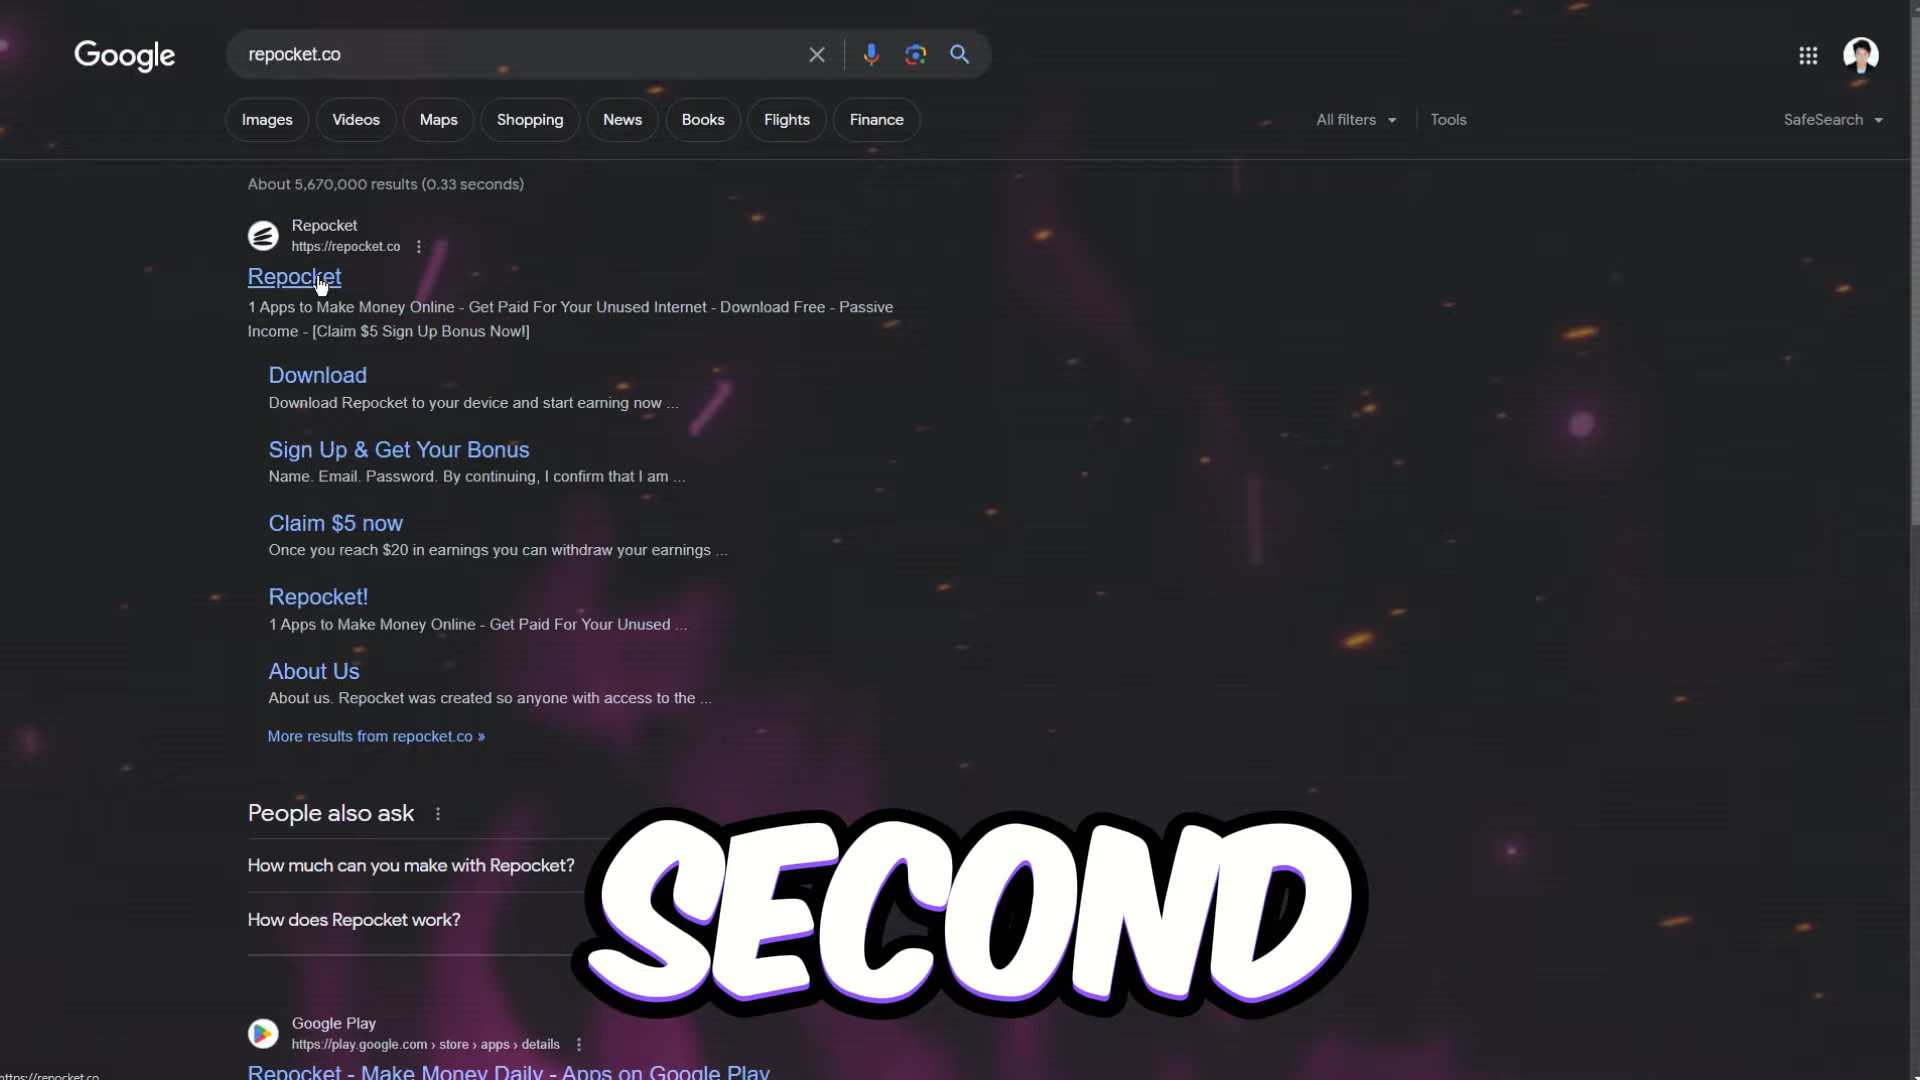 Google
repocket.co
Images Videos Maps Shopping News Books Flights Finance
All filters Tools SafeSearch
About 5,670,000 results (0.33 seconds)
Repocket
https://repocket.co
Repocket
1 Apps to Make Money Online - Get Paid For Your Unused Internet - Download Free - Passive
Income - [Claim $5 Sign Up Bonus Now!]
Download
Download Repocket to your device and start earning now ...
Sign Up & Get Your Bonus
Name. Email. Password. By continuing, I confirm that I am ...
Claim $5 now
Once you reach $20 in earnings you can withdraw your earnings ...
Repocket!
1 Apps to Make Money Online - Get Paid For Your Unused ...
About Us
About us. Repocket was created so anyone with access to the ...
More results from repocket.co »
People also ask
How much can you make with Repocket?
How does Repocket work?
SECOND
Google Play
https://play.google.com › store › apps › details
Repocket - Make Money Daily - Apps on Google Play
https://repocket.co